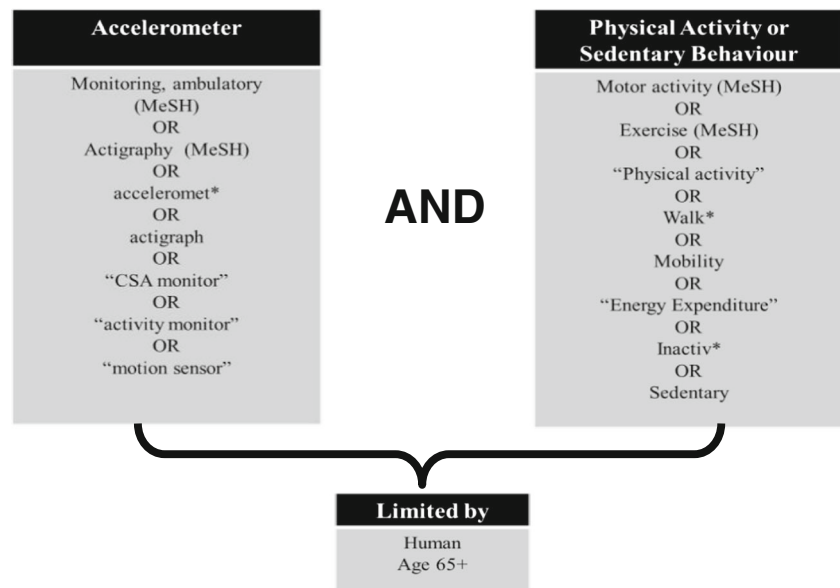 Accelerometer
Monitoring, ambulatory
(MeSH)
OR
Actigraphy (MeSH)
OR
acceleromet*
OR
actigraph
OR
“CSA monitor”
OR
“activity monitor”
OR
“motion sensor”
AND
Physical Activity or
Sedentary Behaviour
Motor activity (MeSH)
OR
Exercise (MeSH)
OR
“Physical activity”
OR
Walk*
OR
Mobility
OR
“Energy Expenditure”
OR
Inactiv*
OR
Sedentary
Limited by
Human
Age 65+